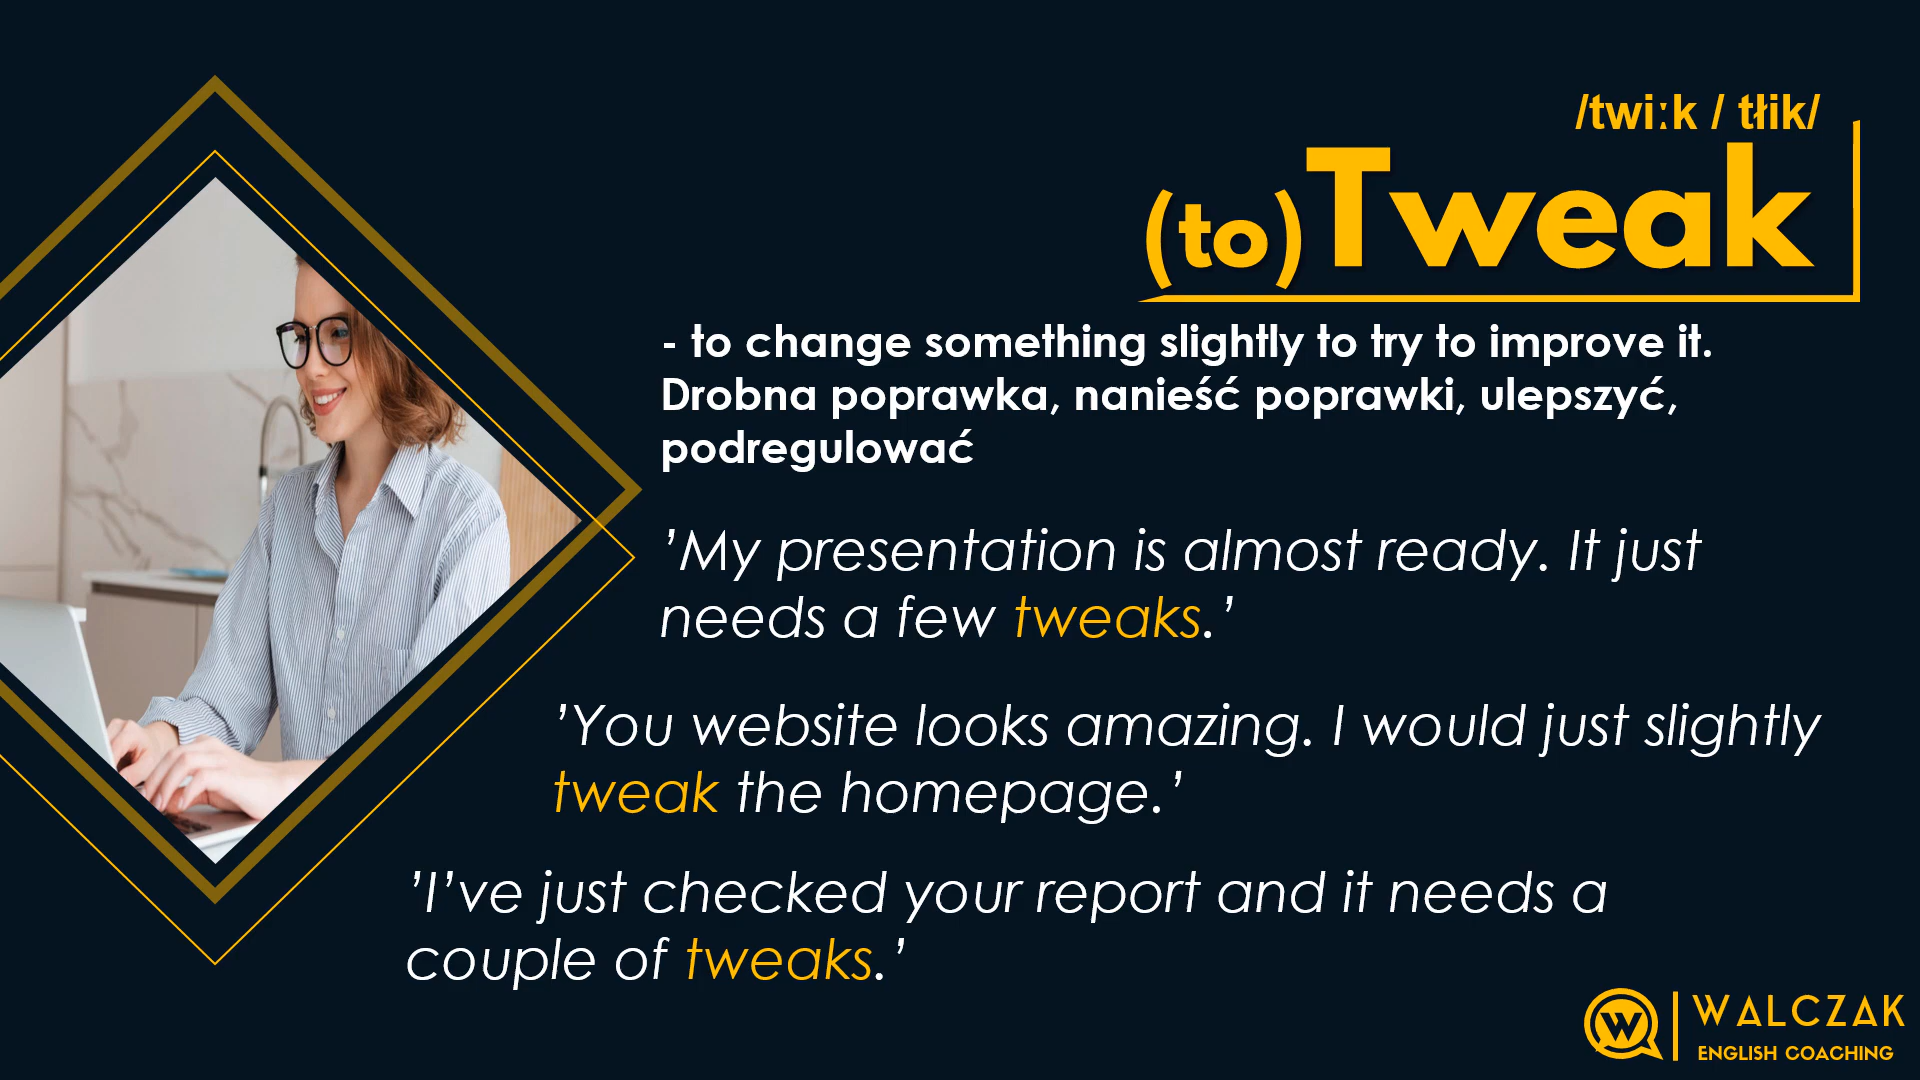 /twiːk / tłik/
(to)Tweak
- to change something slightly to try to improve it.
Drobna poprawka, nanieść poprawki, ulepszyć,
podregulować
’My presentation is almost ready. It just
needs a few tweaks.’
’You website looks amazing. I would just slightly
tweak the homepage.’
’I’ve just checked your report and it needs a
couple of tweaks.’
W
WALCZAK
ENGLISH COACHING